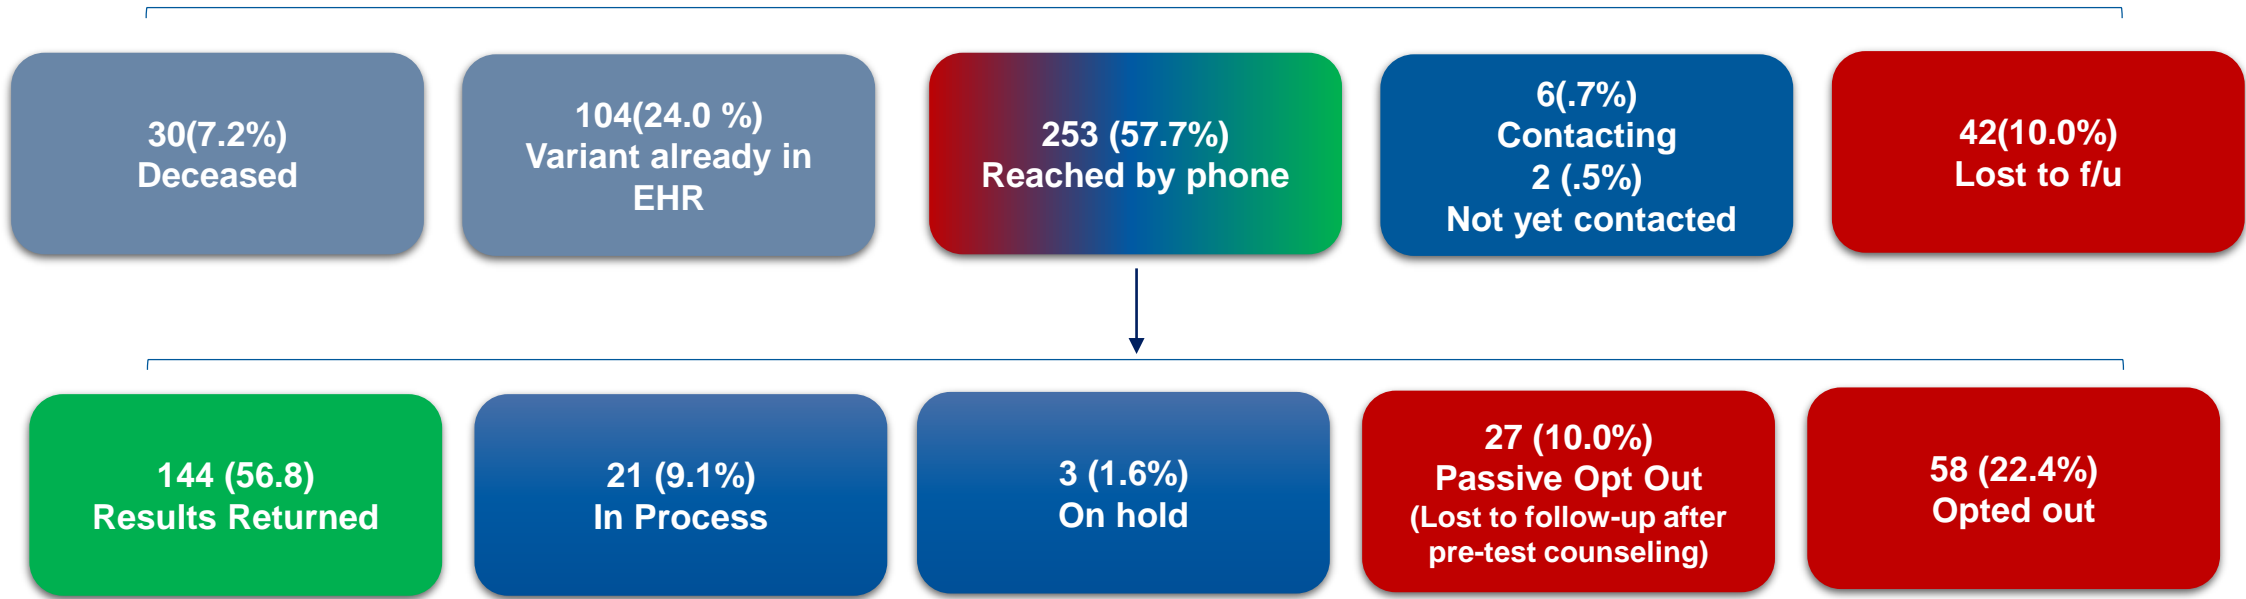 30(7.2%)
Deceased
104(24.0 %)
Variant already in
EHR
253 (57.7%)
Reached by phone
6(.7%)
Contacting
2 (.5%)
Not yet contacted
42(10.0%)
Lost to f/u
144 (56.8)
Results Returned
21 (9.1%)
In Process
3 (1.6%)
On hold
27 (10.0%)
Passive Opt Out
(Lost to follow-up after
pre-test counseling)
58 (22.4%)
Opted out